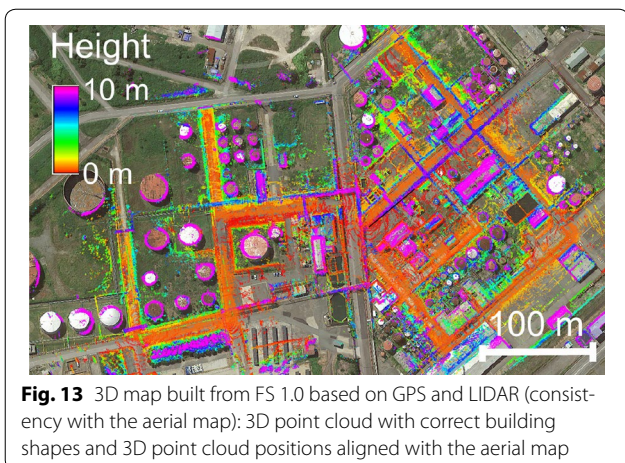 Height
10 m
0 m
100 m
Fig. 13 3D map built from FS 1.0 based on GPS and LIDAR (consist-
ency with the aerial map): 3D point cloud with correct building
shapes and 3D point cloud positions aligned with the aerial map